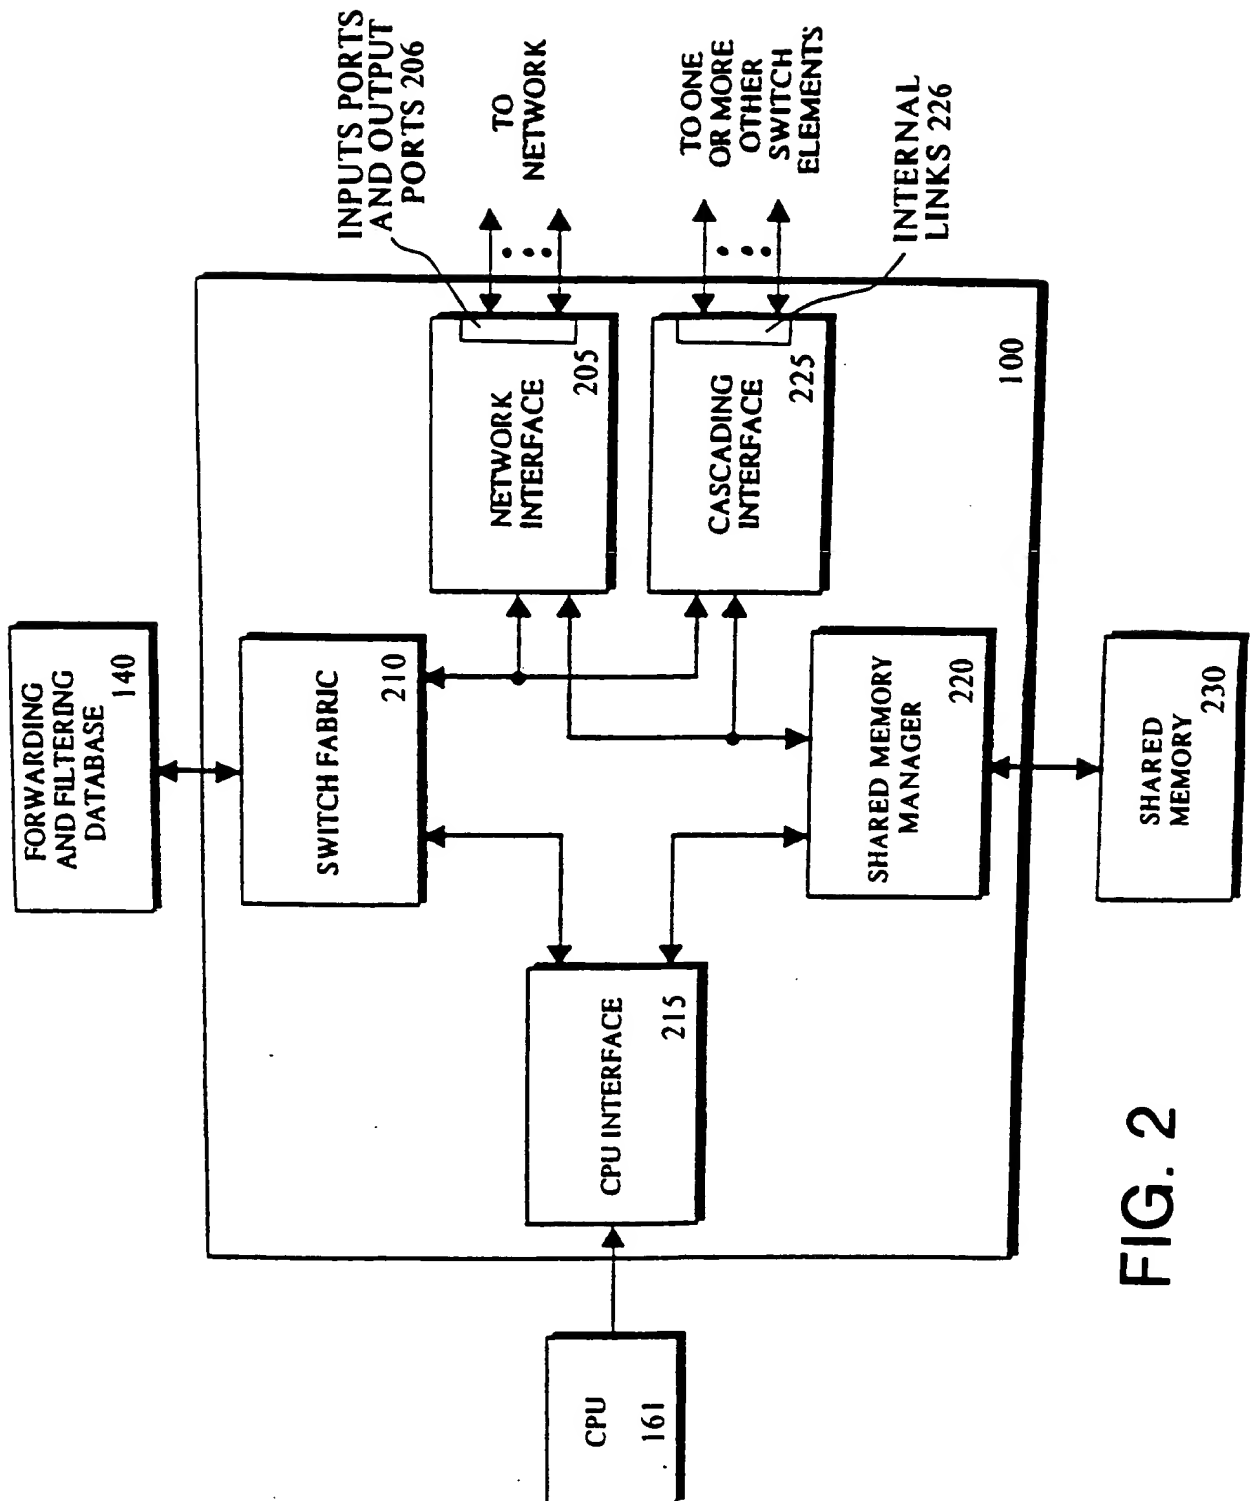 FORWARDING
AND FILTERING
DATABASE
140
SWITCH FABRIC
210
CPU
161
CPU INTERFACE
215
NETWORK
INTERFACE
205
INPUTS PORTS
AND OUTPUT
PORTS 206
TO
NETWORK
CASCADING
INTERFACE
225
TO ONE
OR MORE
OTHER
SWITCH
ELEMENTS
INTERNAL
LINKS 226
SHARED MEMORY
MANAGER
220
100
SHARED
MEMORY
230
FIG. 2